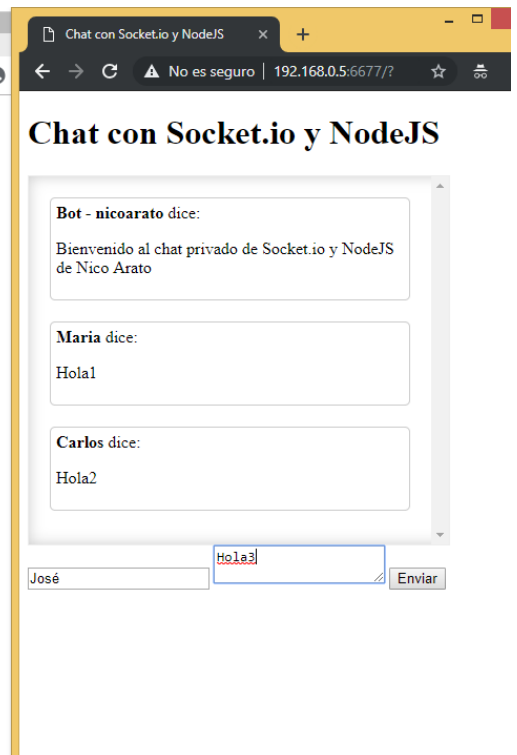 Chat con Socket.io y NodeJS
No es seguro | 192.168.0.5:6677/?
Chat con Socket.io y NodeJS
Bot - nicoarato dice:
Bienvenido al chat privado de Socket.io y NodeJS
de Nico Arato
Maria dice:
Hola1
Carlos dice:
Hola2
Hola3
José
Enviar